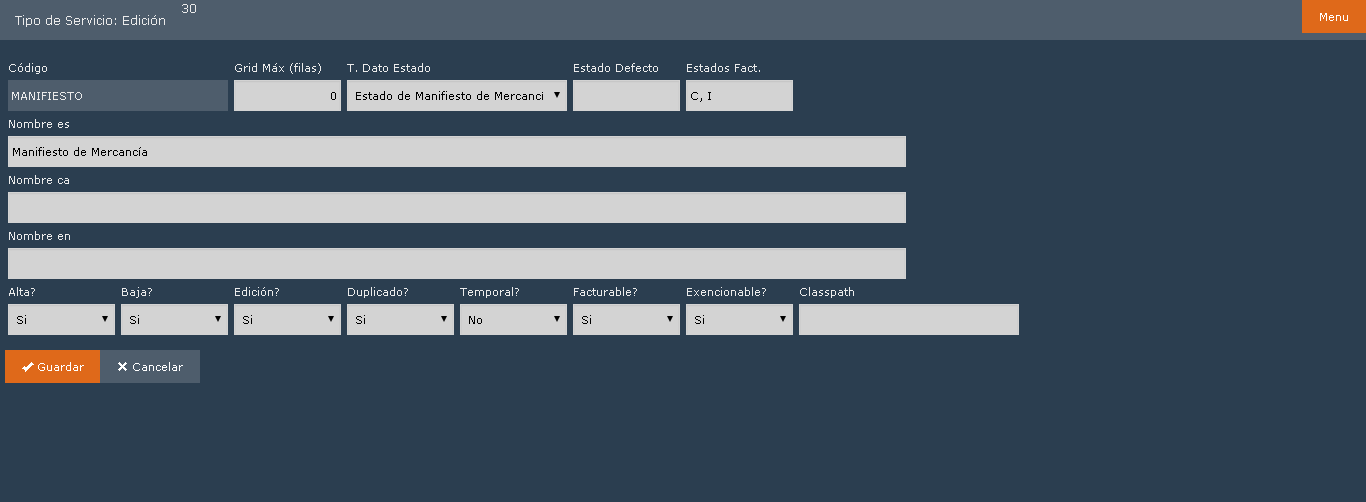 30
Tipo de Servicio: Edición Menu
Código Grid Máx (filas) T. Dato Estado Estado Defecto Estados Fact.
MANIFIESTO 0 Estado de Manifiesto de Mercanci C, I
Nombre es
Manifiesto de Mercancía
Nombre ca
Nombre en
Alta? Baja? Edición? Duplicado? Temporal? Facturable? Exencionable? Classpath
Si Si Si Si No Si Si
Guardar Cancelar